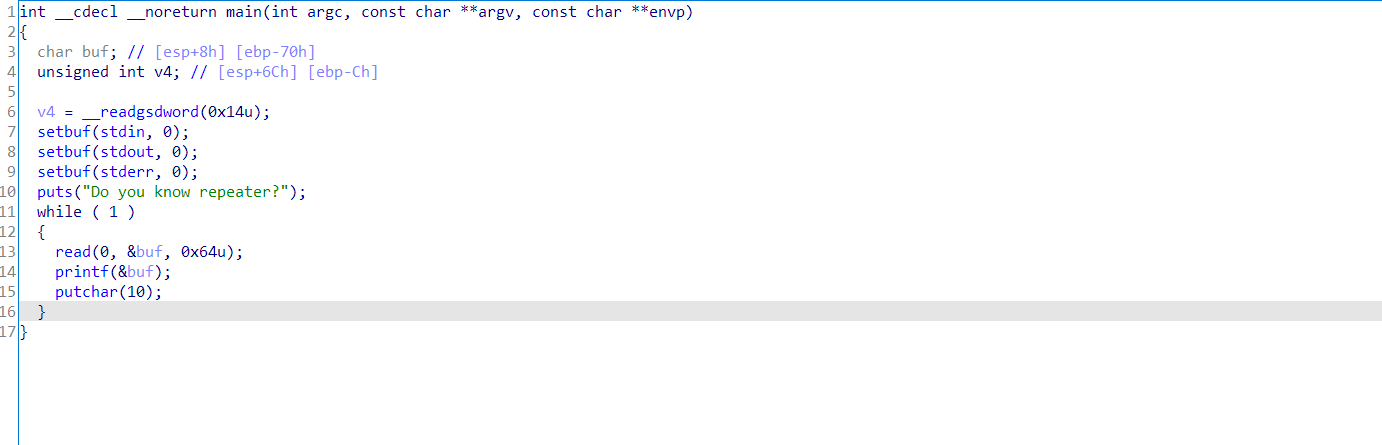 1 int __cdecl __noreturn main(int argc, const char **argv, const char **envp)
2 {
3 char buf; // [esp+8h] [ebp-70h]
4 unsigned int v4; // [esp+6Ch] [ebp-Ch]
5
6 v4 = __readgsdword(0x14u);
7 setbuf(stdin, 0);
8 setbuf(stdout, 0);
9 setbuf(stderr, 0);
10 puts("Do you know repeater?");
11 while ( 1 )
12 {
13 read(0, &buf, 0x64u);
14 printf(&buf);
15 putchar(10);
16 }
17 }